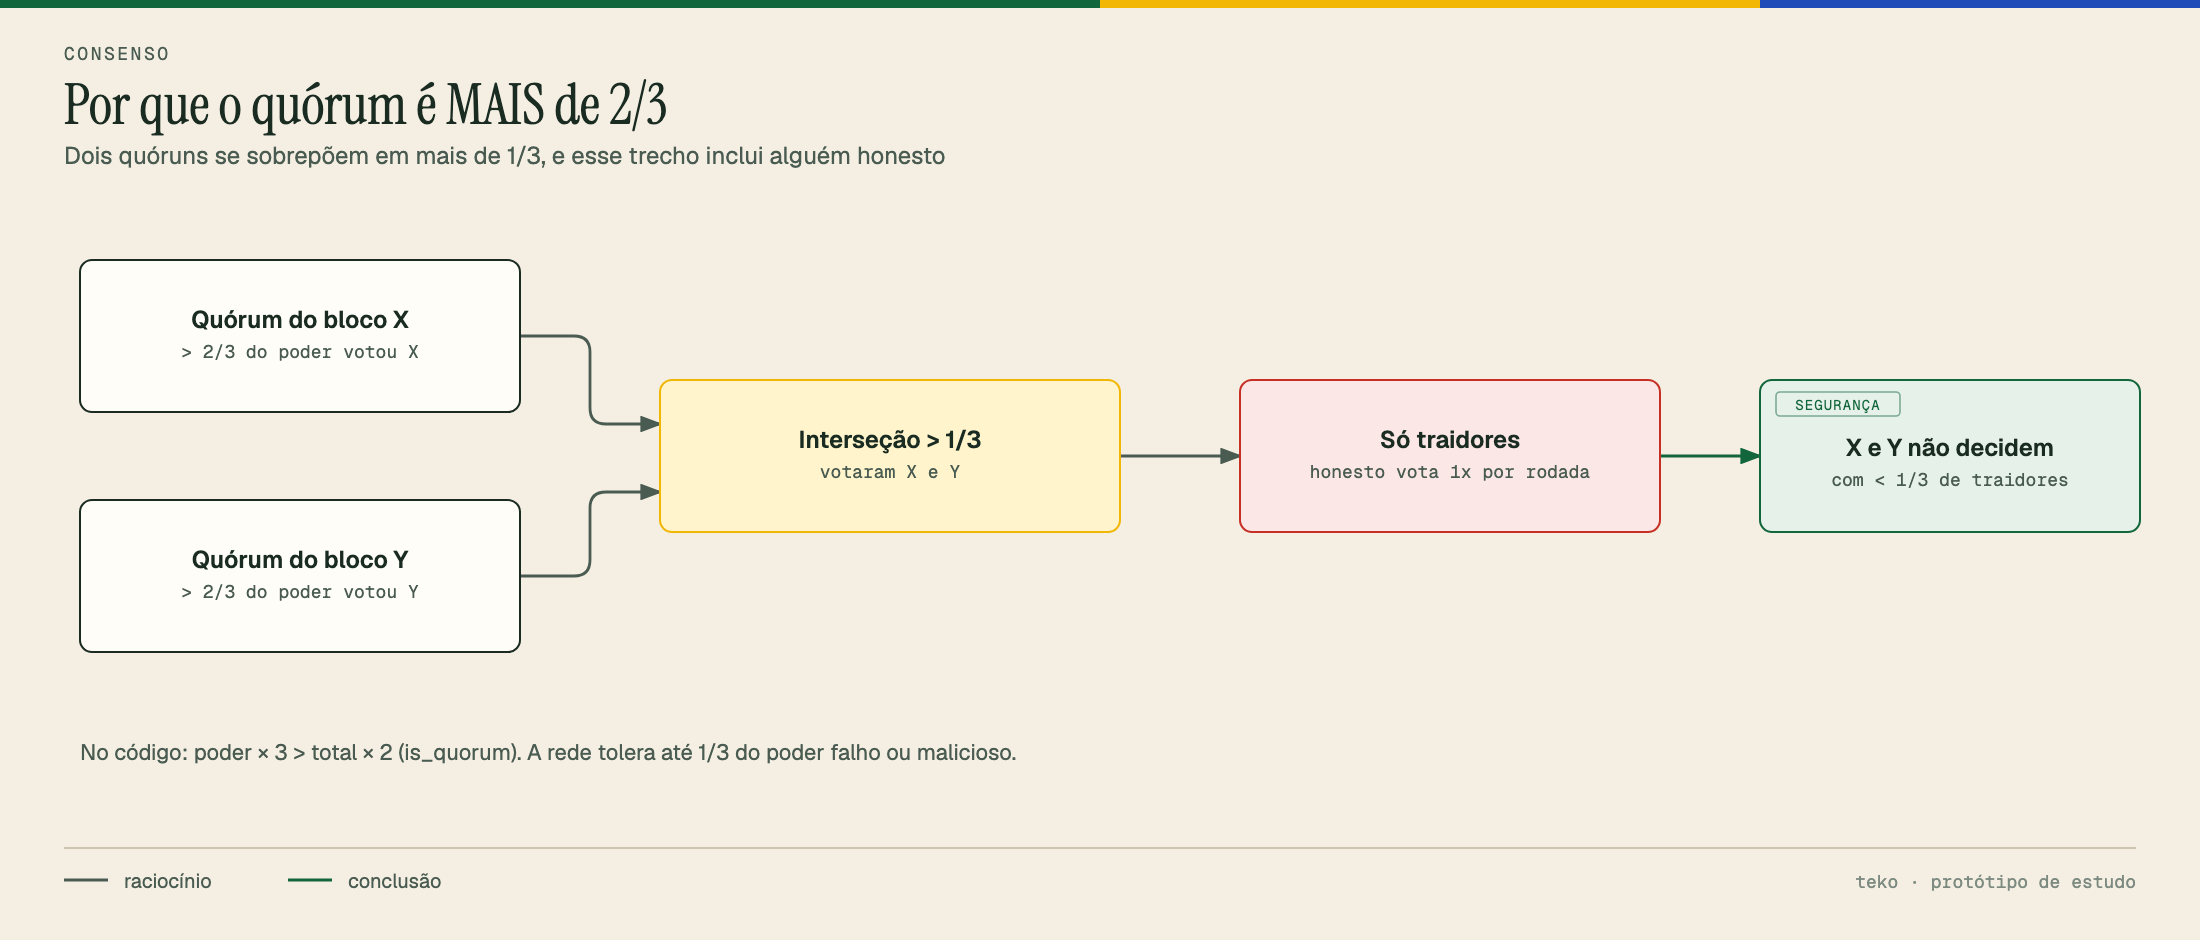 CONSENSO
Por que o quórum é MAIS de 2/3
Dois quóruns se sobrepõem em mais de 1/3, e esse trecho inclui alguém honesto
Quórum do bloco X
> 2/3 do poder votou X
Quórum do bloco Y
> 2/3 do poder votou Y
Interseção > 1/3
votaram X e Y
Só traidores
honesto vota 1x por rodada
SEGURANÇA
X e Y não decidem
com < 1/3 de traidores
No código: poder × 3 > total × 2 (is_quorum). A rede tolera até 1/3 do poder falho ou malicioso.
raciocínio
conclusão
teko · protótipo de estudo